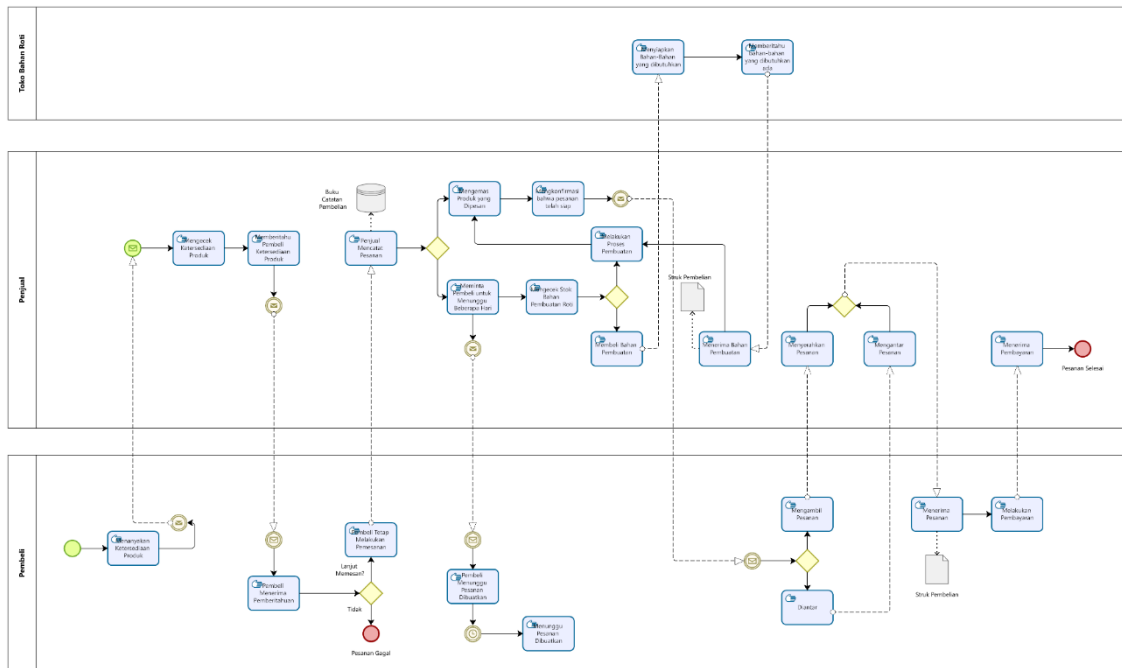 Toko Bahan Roti
Menyiapkan
Bahan-Bahan
yang dibutuhkan
Memberitahu
Bahan-bahan
yang dibutuhkan
ada
Penjual
Mengecek
Ketersediaan
Produk
Memberitahu
Pembeli
Ketersediaan
Produk
Buku
Catatan
Pembelian
Penjual
Mencatat
Pesanan
Mengemas
Produk yang
Dipesan
Mengkonfirmasi
bahwa pesanan
telah siap
Melakukan
Proses
Pembuatan
Meminta
Pembeli untuk
Menunggu
Beberapa Hari
Mengecek Stok
Bahan
Pembuatan Roti
Membeli Bahan
Pembuatan
Struk Pembelian
Menerima Bahan
Pembuatan
Menyerahkan
Pesanan
Mengantar
Pesanan
Menerima
Pembayaran
Pesanan Selesai
Pembeli
Menanyakan
Ketersediaan
Produk
Pembeli
Menerima
Pemberitahuan
Pembeli Tetap
Melakukan
Pemesanan
Lanjut
Memesan?
Tidak
Pesanan Gagal
Pembeli
Menunggu
Pesanan
Dibuatkan
Menunggu
Pesanan
Dibuatkan
Mengambil
Pesanan
Diantar
Menerima
Pesanan
Melakukan
Pembayaran
Struk Pembelian